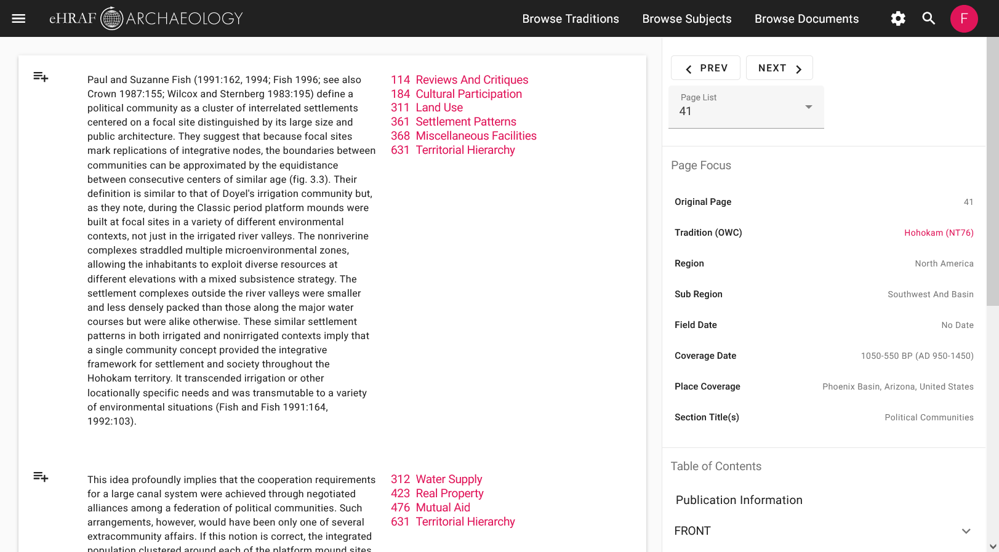 eHRAF ARCHAEOLOGY
Browse Traditions
Browse Subjects
Browse Documents
F
Paul and Suzanne Fish (1991:162, 1994; Fish 1996; see also
Crown 1987:155; Wilcox and Sternberg 1983:195) define a
political community as a cluster of interrelated settlements
centered on a focal site distinguished by its large size and
public architecture. They suggest that because focal sites
mark replications of integrative nodes, the boundaries between
communities can be approximated by the equidistance
between consecutive centers of similar age (fig. 3.3). Their
definition is similar to that of Doyel's irrigation community but,
as they note, during the Classic period platform mounds were
built at focal sites in a variety of different environmental
contexts, not just in the irrigated river valleys. The nonriverine
complexes straddled multiple microenvironmental zones,
allowing the inhabitants to exploit diverse resources at
different elevations with a mixed subsistence strategy. The
settlement complexes outside the river valleys were smaller
and less densely packed than those along the major water
courses but were alike otherwise. These similar settlement
patterns in both irrigated and nonirrigated contexts imply that
a single community concept provided the integrative
framework for settlement and society throughout the
Hohokam territory. It transcended irrigation or other
locationally specific needs and was transmutable to a variety
of environmental situations (Fish and Fish 1991:164,
1992:103).
114 Reviews And Critiques
184 Cultural Participation
311 Land Use
361 Settlement Patterns
368 Miscellaneous Facilities
631 Territorial Hierarchy
This idea profoundly implies that the cooperation requirements
for a large canal system were achieved through negotiated
alliances among a federation of political communities. Such
arrangements, however, would have been only one of several
extracommunity affairs. If this notion is correct, the integrated
population clustered around each of the platform mound sites
312 Water Supply
423 Real Property
476 Mutual Aid
631 Territorial Hierarchy
PREV
NEXT
Page List
41
Page Focus
Original Page 41
Tradition (OWC) Hohokam (NT76)
Region North America
Sub Region Southwest And Basin
Field Date No Date
Coverage Date 1050-550 BP (AD 950-1450)
Place Coverage Phoenix Basin, Arizona, United States
Section Title(s) Political Communities
Table of Contents
Publication Information
FRONT